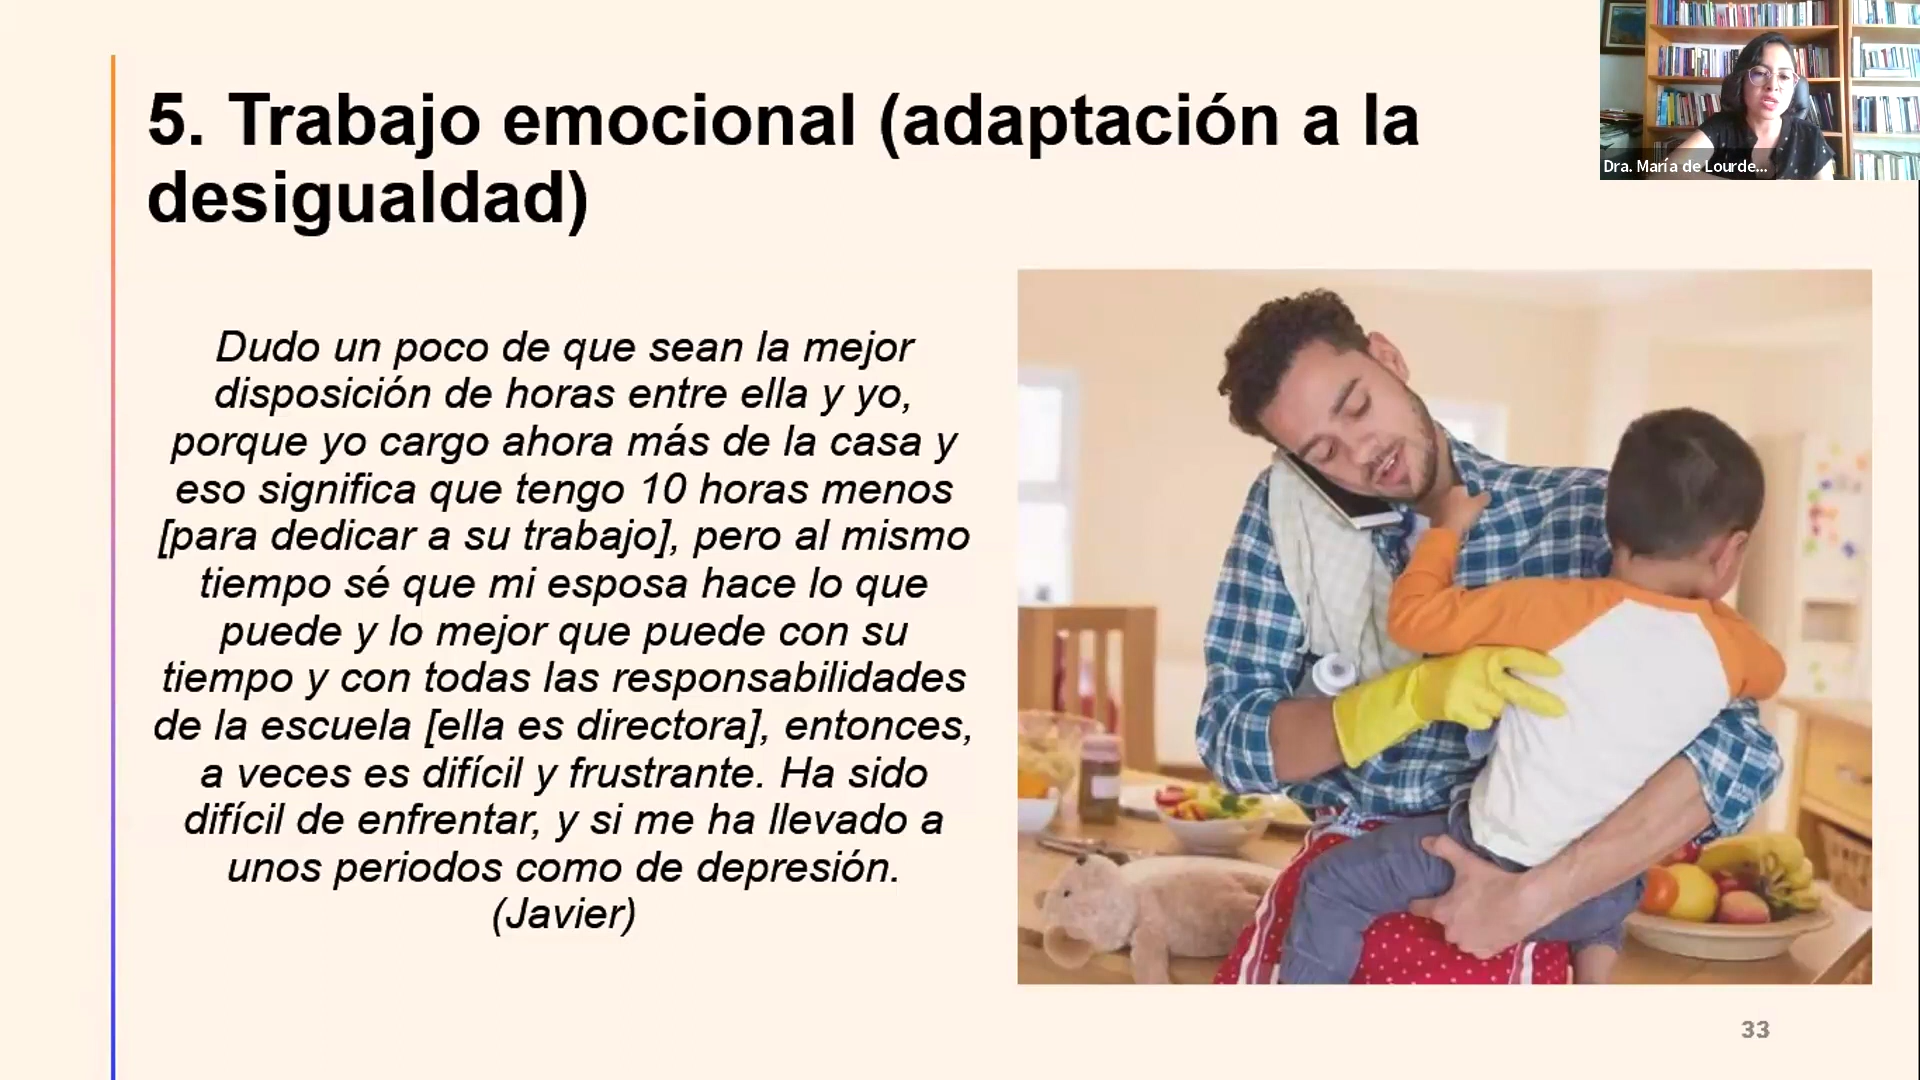 5. Trabajo emocional (adaptación a la
desigualdad)
Dra. María de Lourde...
Dudo un poco de que sean la mejor
disposición de horas entre ella y yo,
porque yo cargo ahora más de la casa y
eso significa que tengo 10 horas menos
[para dedicar a su trabajo], pero al mismo
tiempo sé que mi esposa hace lo que
puede y lo mejor que puede con su
tiempo y con todas las responsabilidades
de la escuela [ella es directora], entonces,
a veces es difícil y frustrante. Ha sido
difícil de enfrentar, y si me ha llevado a
unos periodos como de depresión.
(Javier)
33